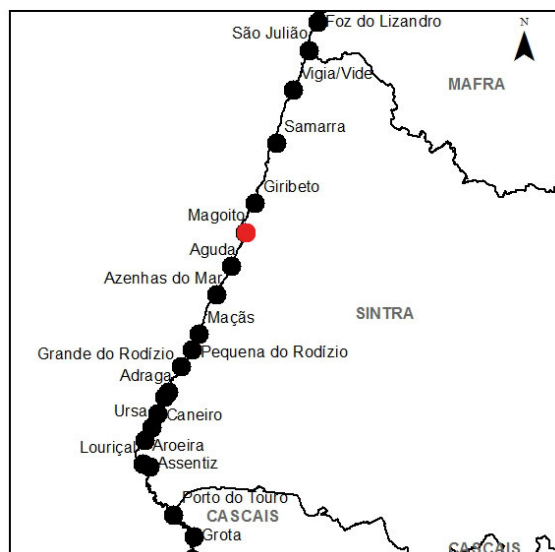 Foz do Lizandro
N
São Julião
Vigia/Vide
MAFRA
Samarra
Giribeto
Magoito
Aguda
Azenhas do Mar
Maçãs
SINTRA
Grande do Rodízio
Pequena do Rodízio
Adraga
Ursa
Caneiro
Louriçal
Aroeira
Assentiz
Porto do Touro
CASCAIS
Grota
CASCAIS